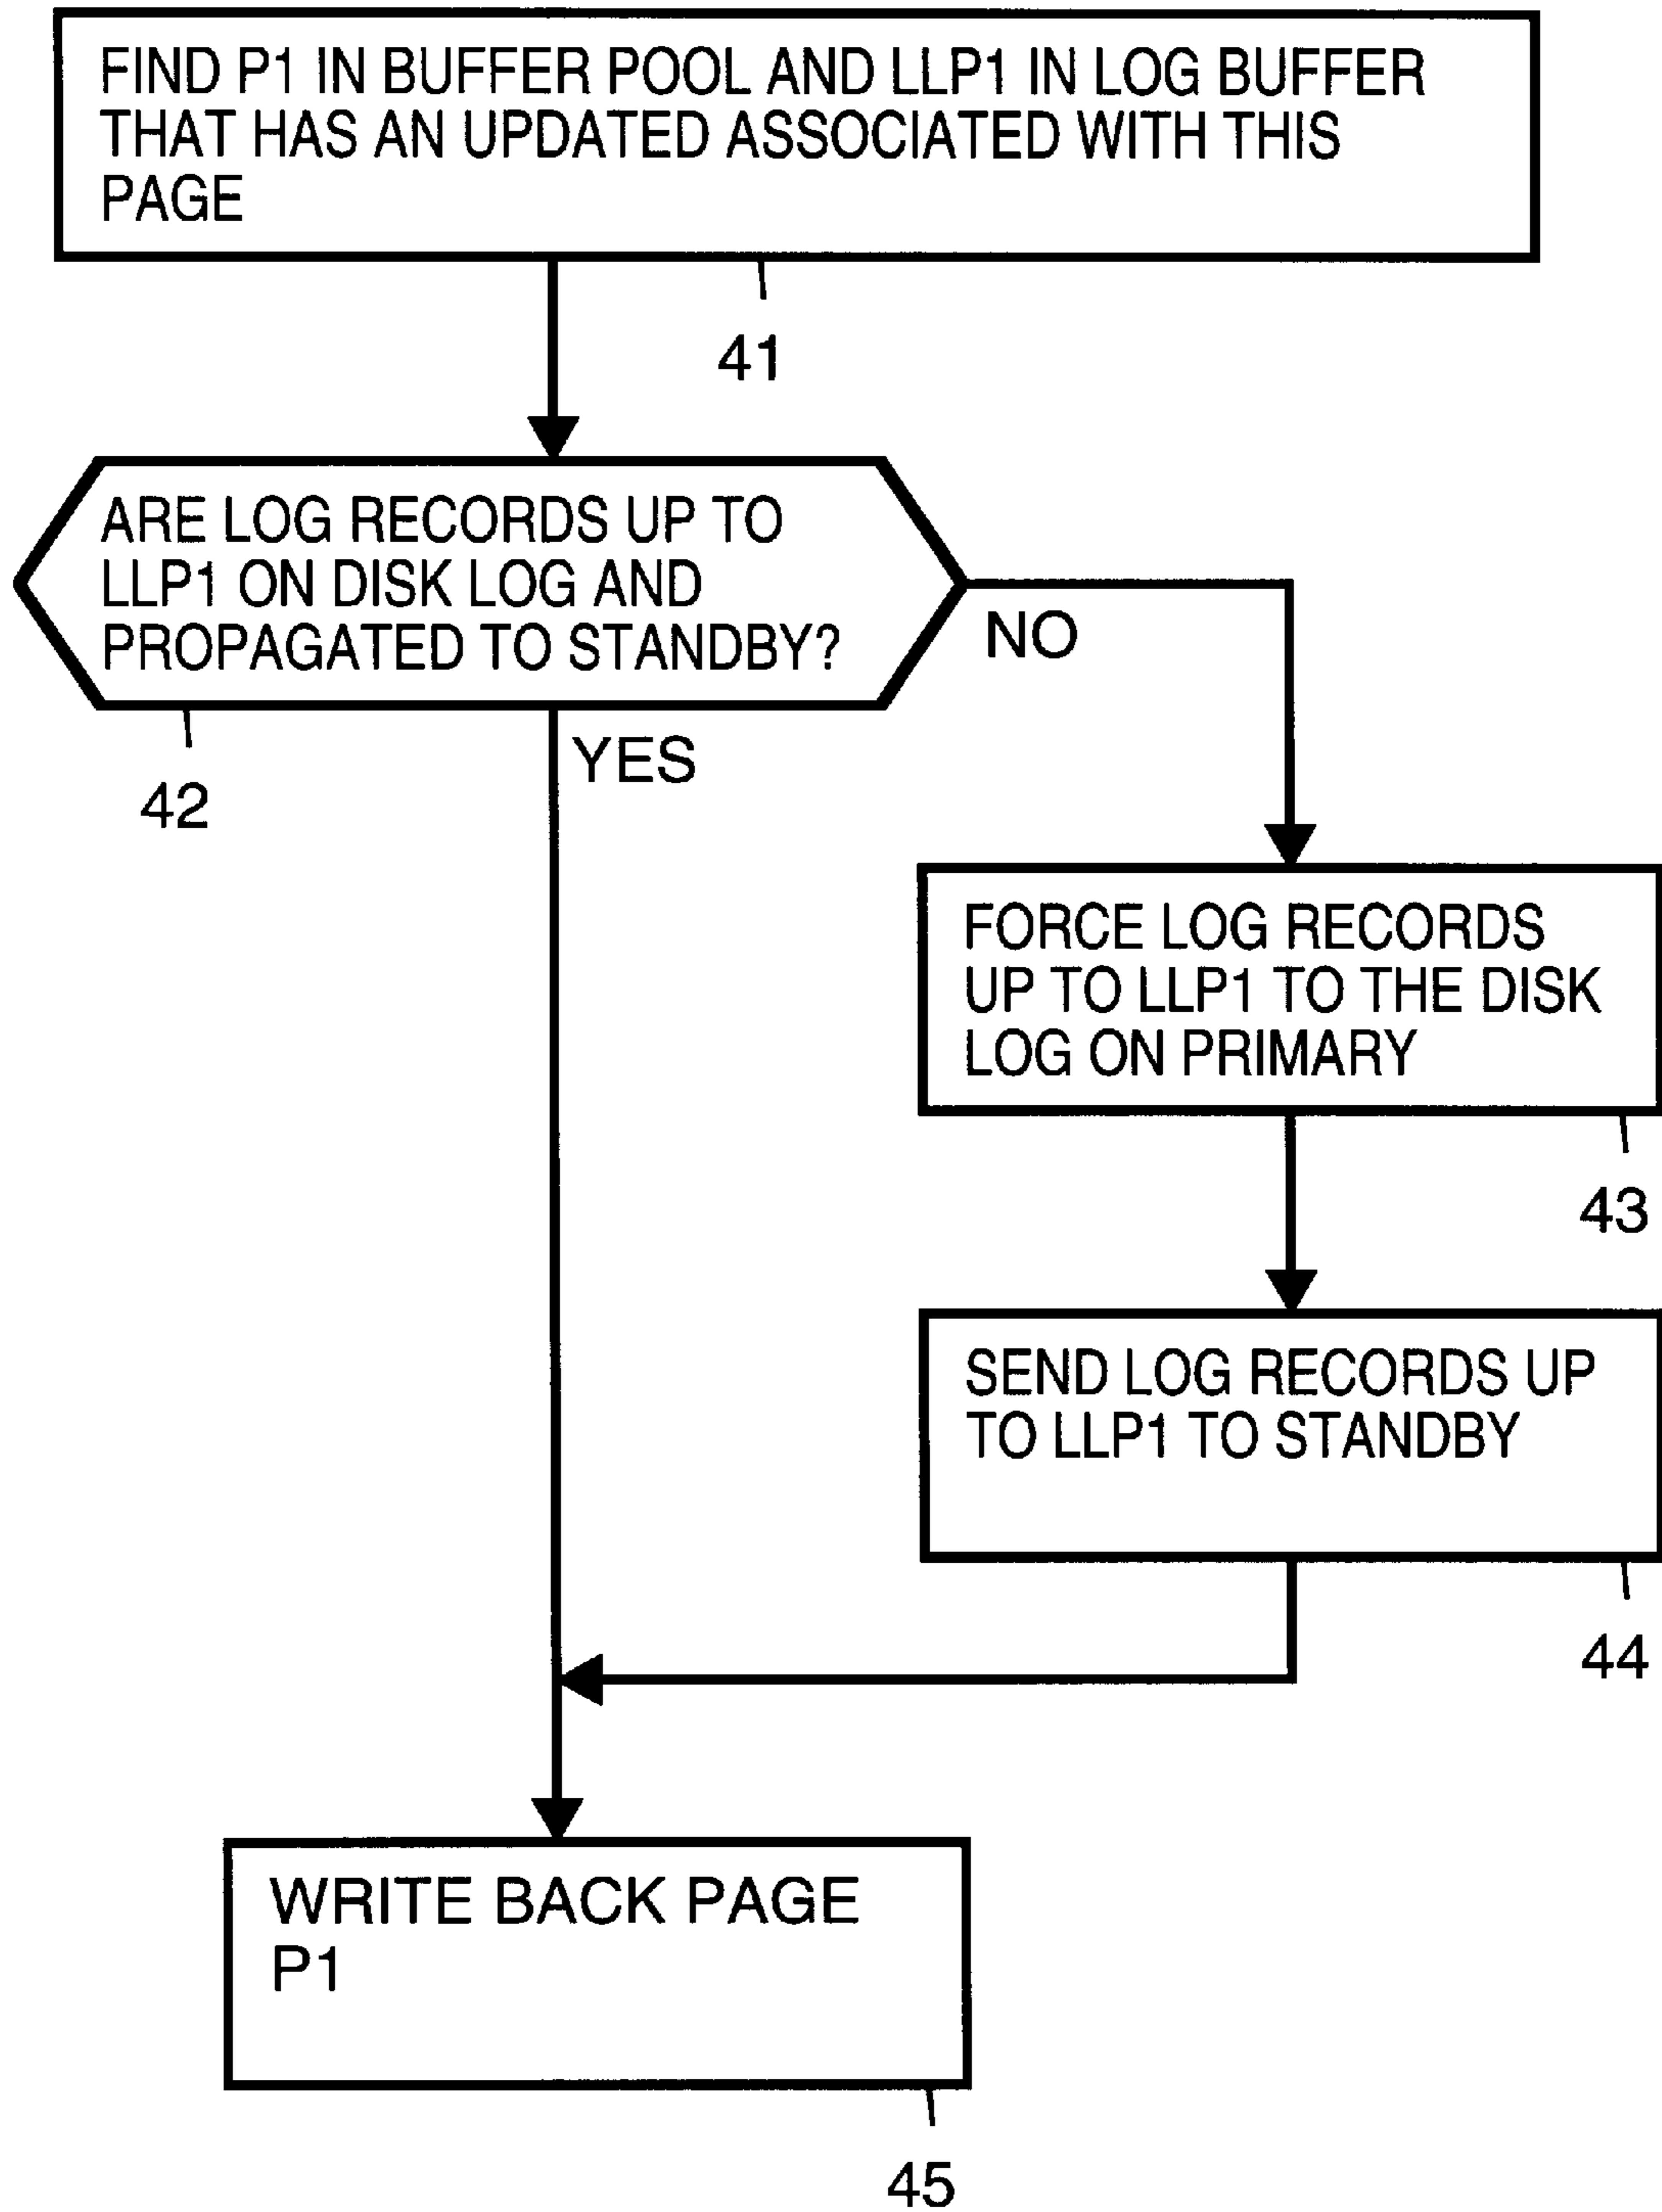 FIND P1 IN BUFFER POOL AND LLP1 IN LOG BUFFER
THAT HAS AN UPDATED ASSOCIATED WITH THIS
PAGE
41
ARE LOG RECORDS UP TO
LLP1 ON DISK LOG AND
PROPAGATED TO STANDBY?
NO
YES
42
FORCE LOG RECORDS
UP TO LLP1 TO THE DISK
LOG ON PRIMARY
43
SEND LOG RECORDS UP
TO LLP1 TO STANDBY
44
WRITE BACK PAGE
P1
45